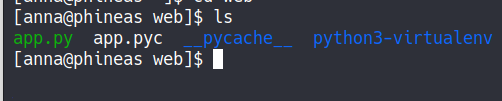 [anna@phineas web]$ ls
app.py app.pyc __pycache__ python3-virtualenv
[anna@phineas web]$